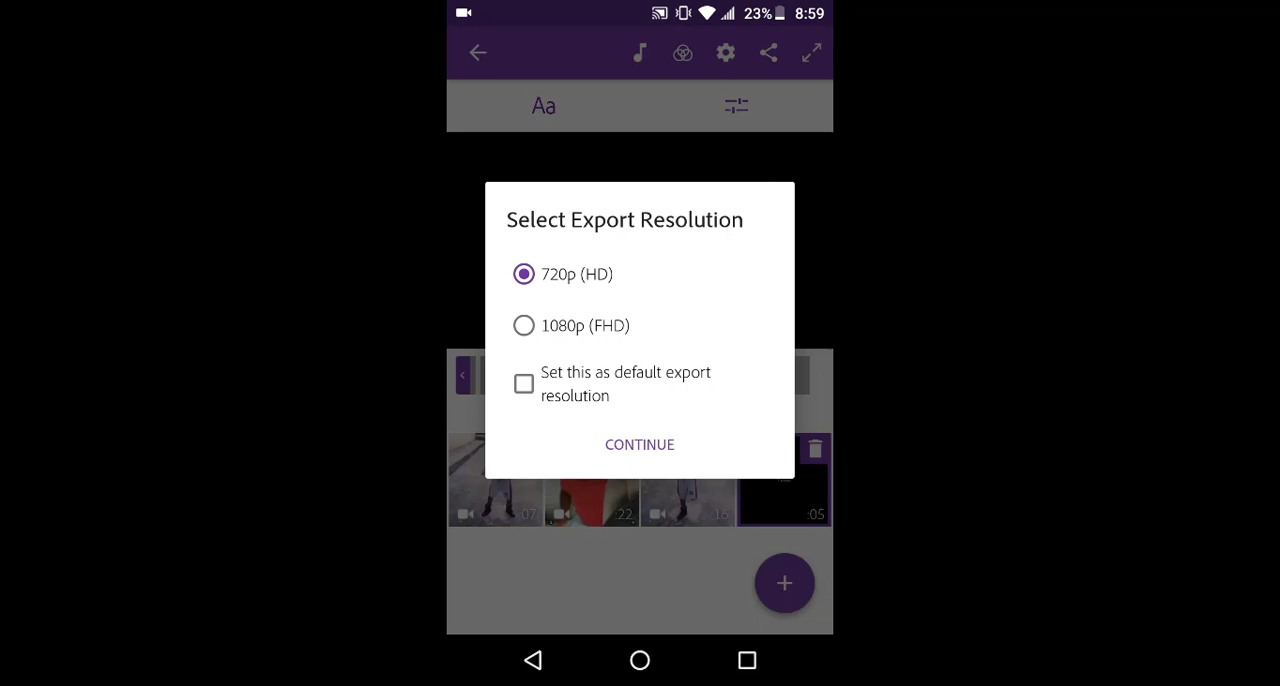 23% 8:59
Aa
Select Export Resolution
720p (HD)
1080p (FHD)
Set this as default export
resolution
CONTINUE
:07 :22 :16 :05